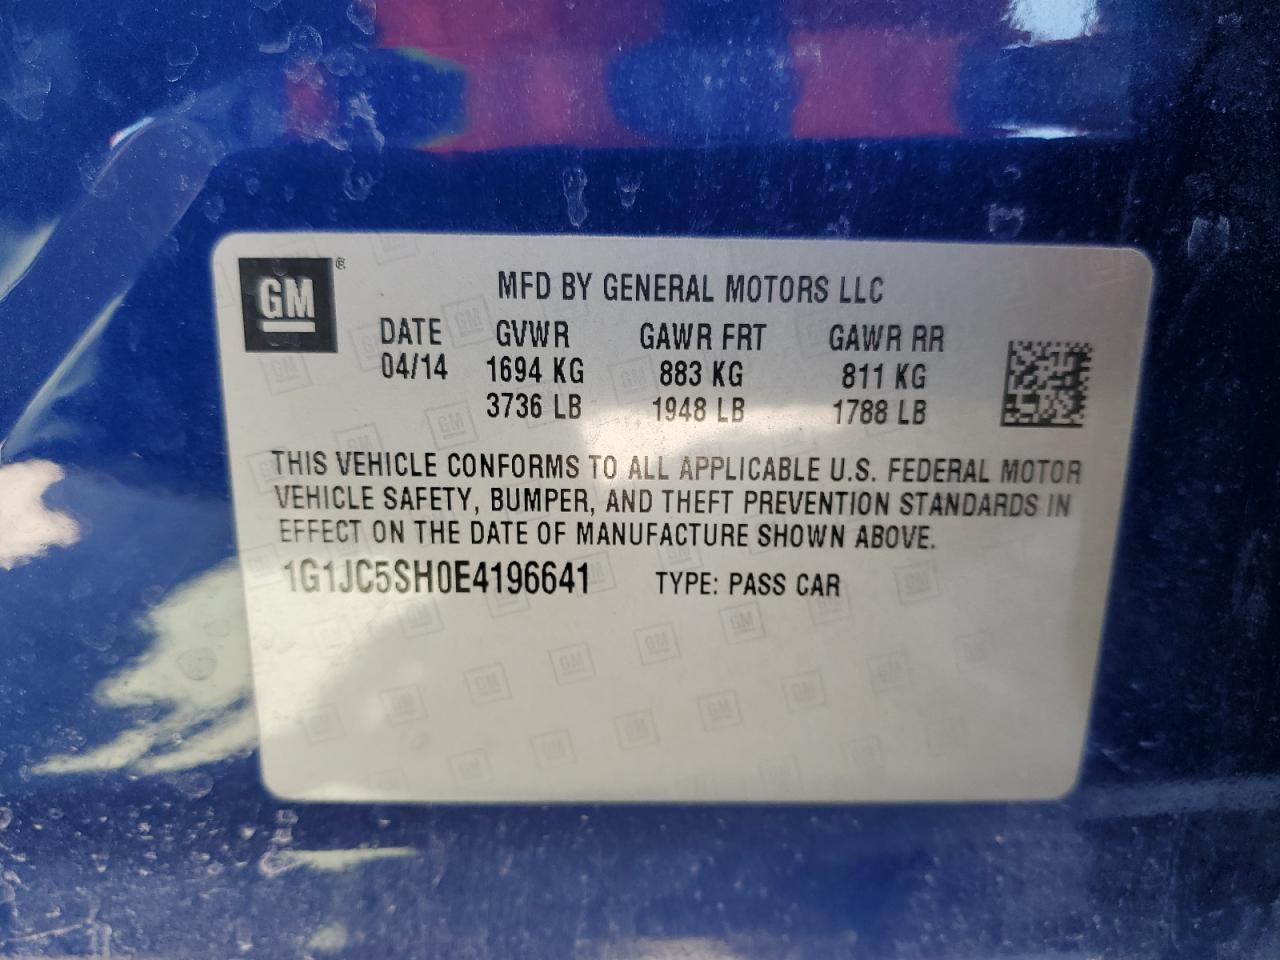 GM ®
MFD BY GENERAL MOTORS LLC
DATE GVWR GAWR FRT GAWR RR
04/14 1694 KG 883 KG 811 KG
3736 LB 1948 LB 1788 LB
THIS VEHICLE CONFORMS TO ALL APPLICABLE U.S. FEDERAL MOTOR
VEHICLE SAFETY, BUMPER, AND THEFT PREVENTION STANDARDS IN
EFFECT ON THE DATE OF MANUFACTURE SHOWN ABOVE.
1G1JC5SH0E4196641 TYPE: PASS CAR